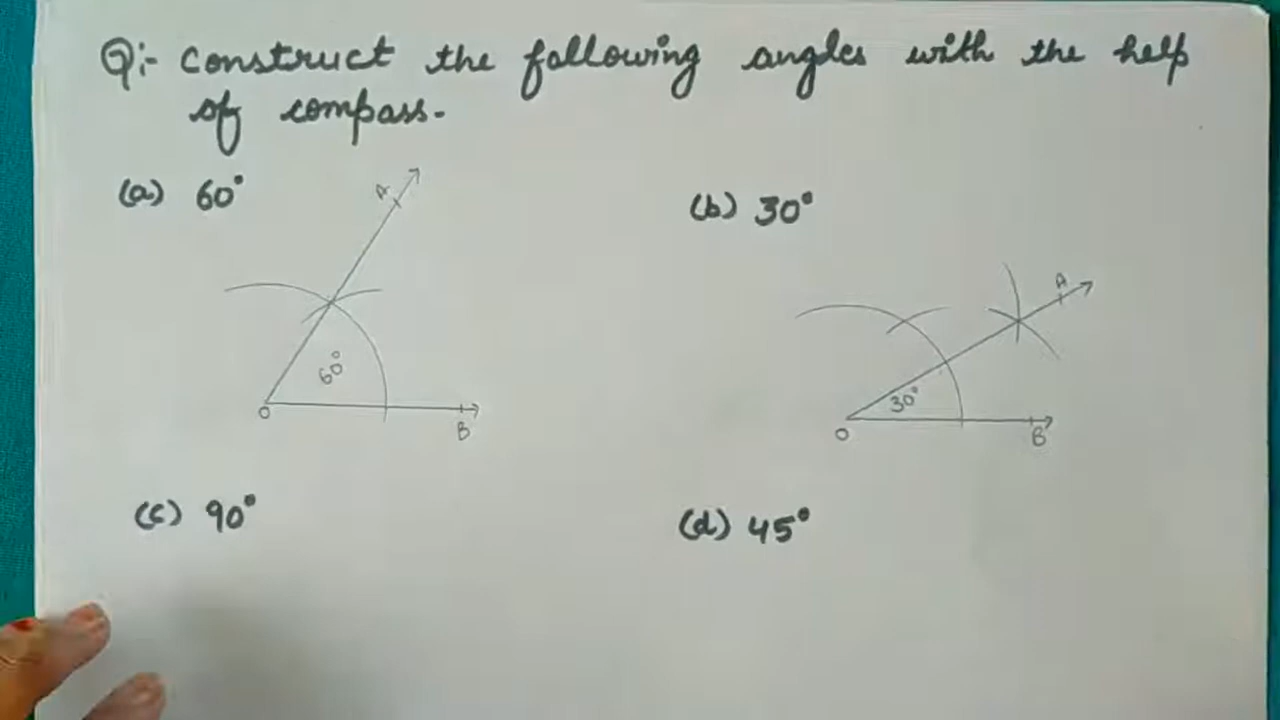 Q:- Construct the following angles with the help
of compass.
(a) 60°
A
60°
O
B
(b) 30°
A
30°
O
B
(c) 90°
(d) 45°